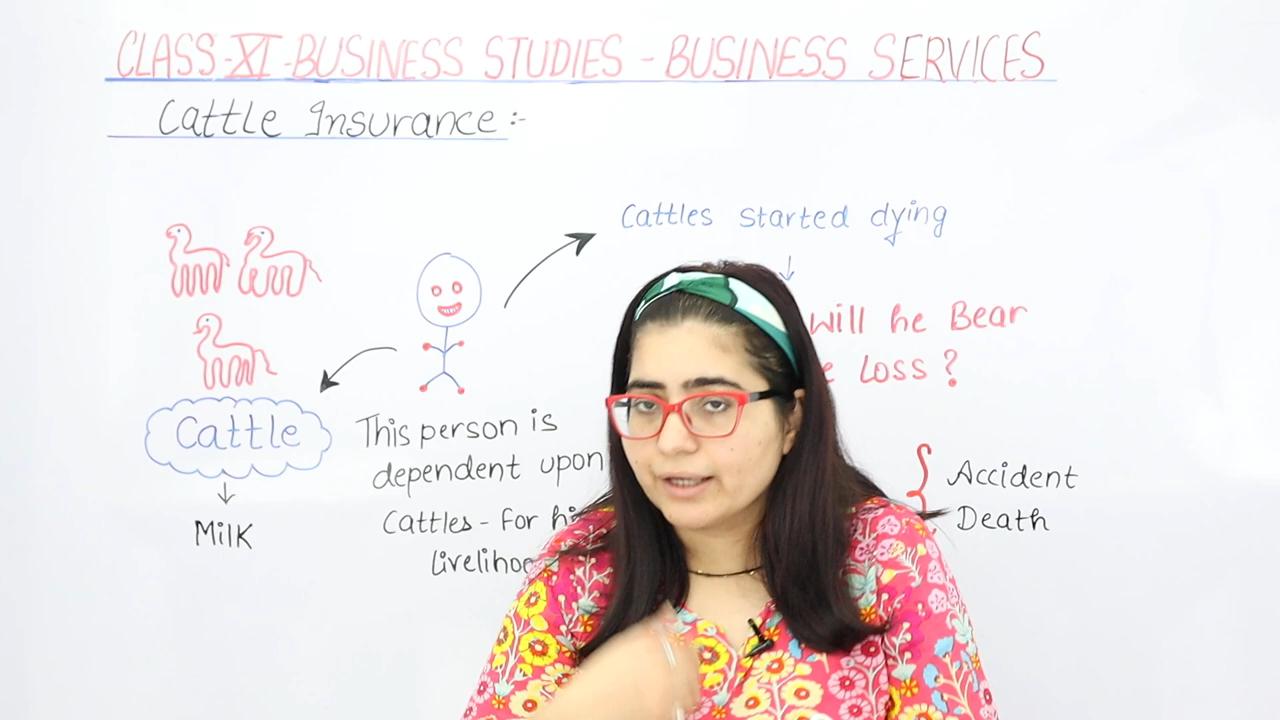 CLASS-XI-BUSINESS STUDIES - BUSINESS SERVICES
Cattle Insurance :-
Cattles started dying
will he Bear
Loss ?
Cattle
Milk
This person is
dependent upon
Cattles - for
Accident
Death